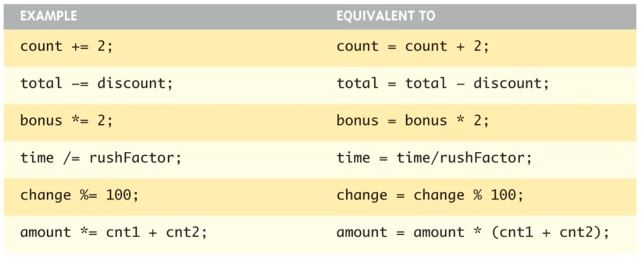 EXAMPLE EQUIVALENT TO
count += 2; count = count + 2;
total -= discount; total = total - discount;
bonus *= 2; bonus = bonus * 2;
time /= rushFactor; time = time/rushFactor;
change %= 100; change = change % 100;
amount *= cnt1 + cnt2; amount = amount * (cnt1 + cnt2);